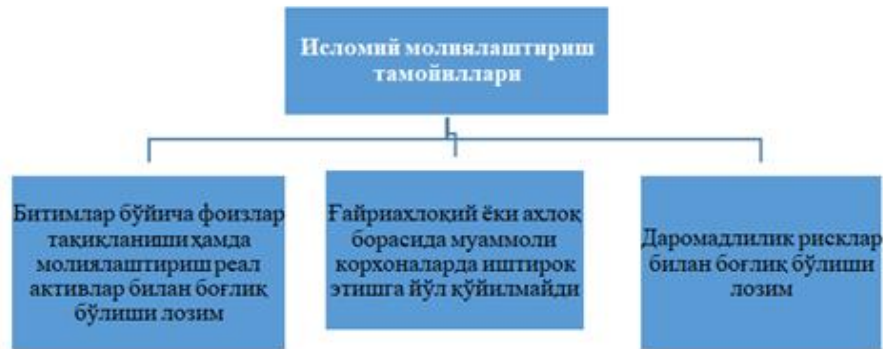 Исломий молиялаштириш
тамойиллари
Битимлар бўйича фоизлар
тақиқланиши ҳамда
молиялаштириш реал
активлар билан боғлиқ
бўлиши лозим
Ғайриахлоқий ёки ахлоқ
борасида муаммоли
корхоналарда иштирок
этишга йўл қўйилмайди
Даромадлилик рисклар
билан боғлиқ бўлиши
лозим